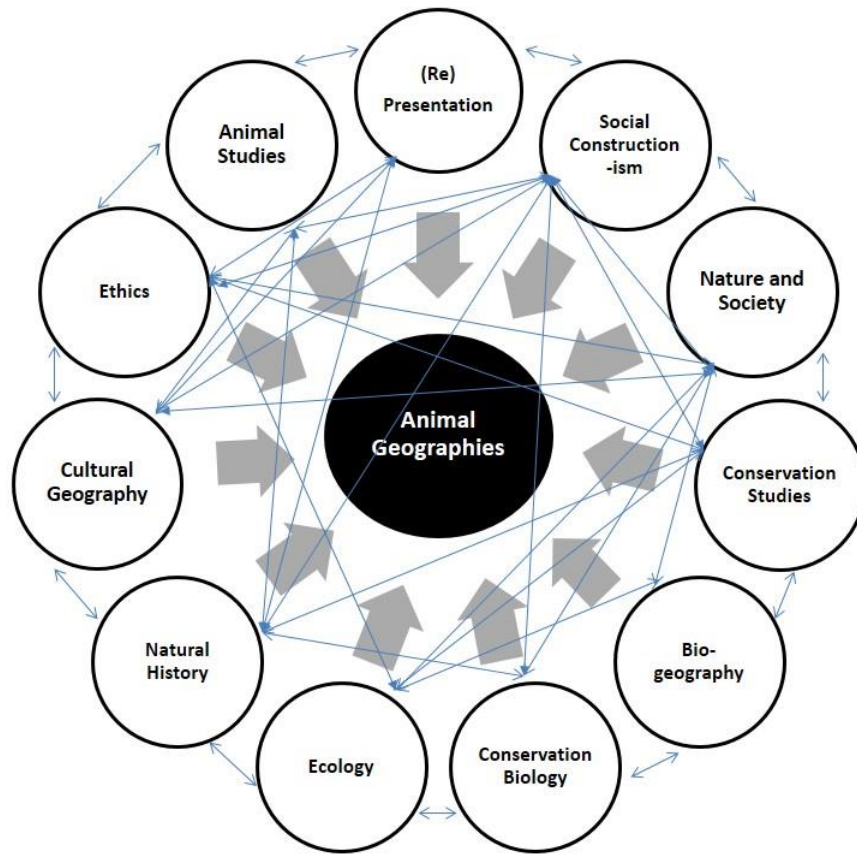 (Re)
Presentation
Social
Construction
-ism
Nature and
Society
Conservation
Studies
Bio-
geography
Conservation
Biology
Ecology
Natural
History
Cultural
Geography
Ethics
Animal
Studies
Animal
Geographies